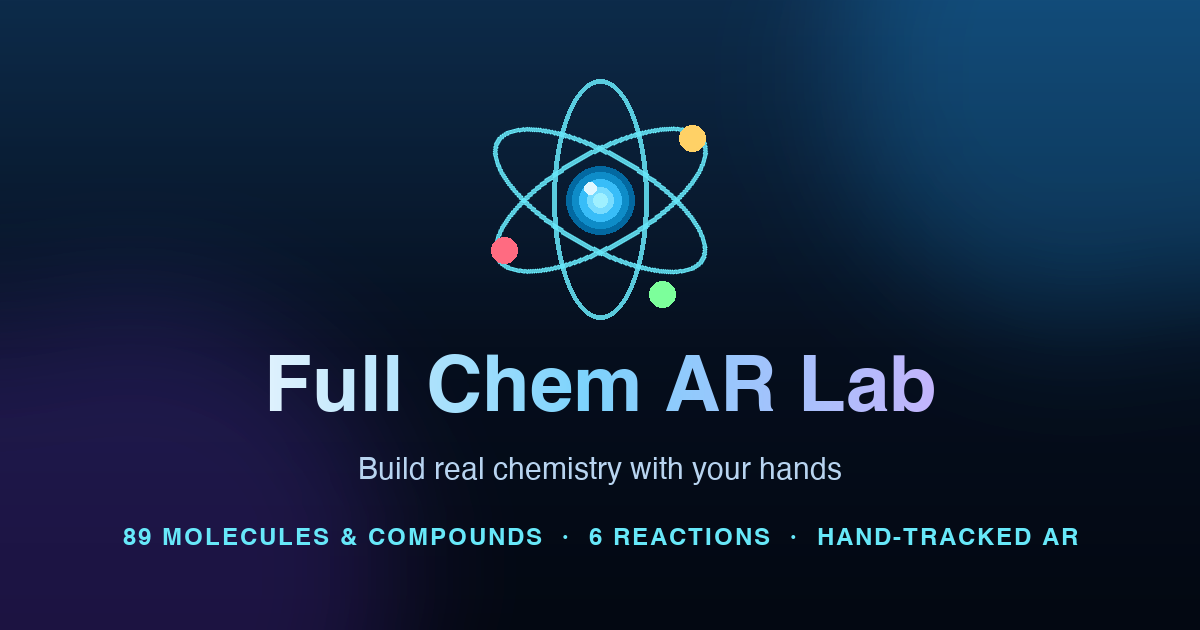 Full Chem AR Lab
Build real chemistry with your hands
89 MOLECULES & COMPOUNDS · 6 REACTIONS · HAND-TRACKED AR